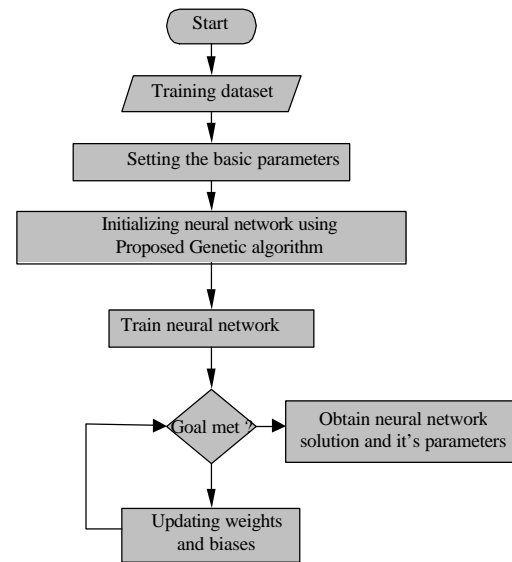 Start
Training dataset
Setting the basic parameters
Initializing neural network using
Proposed Genetic algorithm
Train neural network
Goal met ?
Obtain neural network
solution and it's parameters
Updating weights
and biases